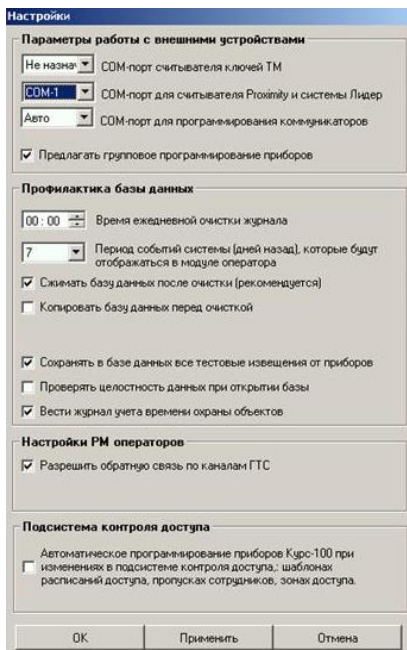 Настройки
Параметры работы с внешними устройствами
Не назнач COM-порт считывателя ключей ТМ
COM-1 COM-порт для считывателя Proximity и системы Лидер
Авто COM-порт для программирования коммуникаторов
Предлагать групповое программирование приборов
Профилактика базы данных
00:00 Время ежедневной очистки журнала
7 Период событий системы (дней назад), которые будут
отображаться в модуле оператора
Сжимать базу данных после очистки (рекомендуется)
Копировать базу данных перед очисткой
Сохранять в базе данных все тестовые извещения от приборов
Проверять целостность данных при открытии базы
Вести журнал учета времени охраны объектов
Настройки РМ операторов
Разрешить обратную связь по каналам ГТС
Подсистема контроля доступа
Автоматическое программирование приборов Курс-100 при
изменениях в подсистеме контроля доступа,: шаблонах
расписаний доступа, пропусках сотрудников, зонах доступа.
OK Применить Отмена